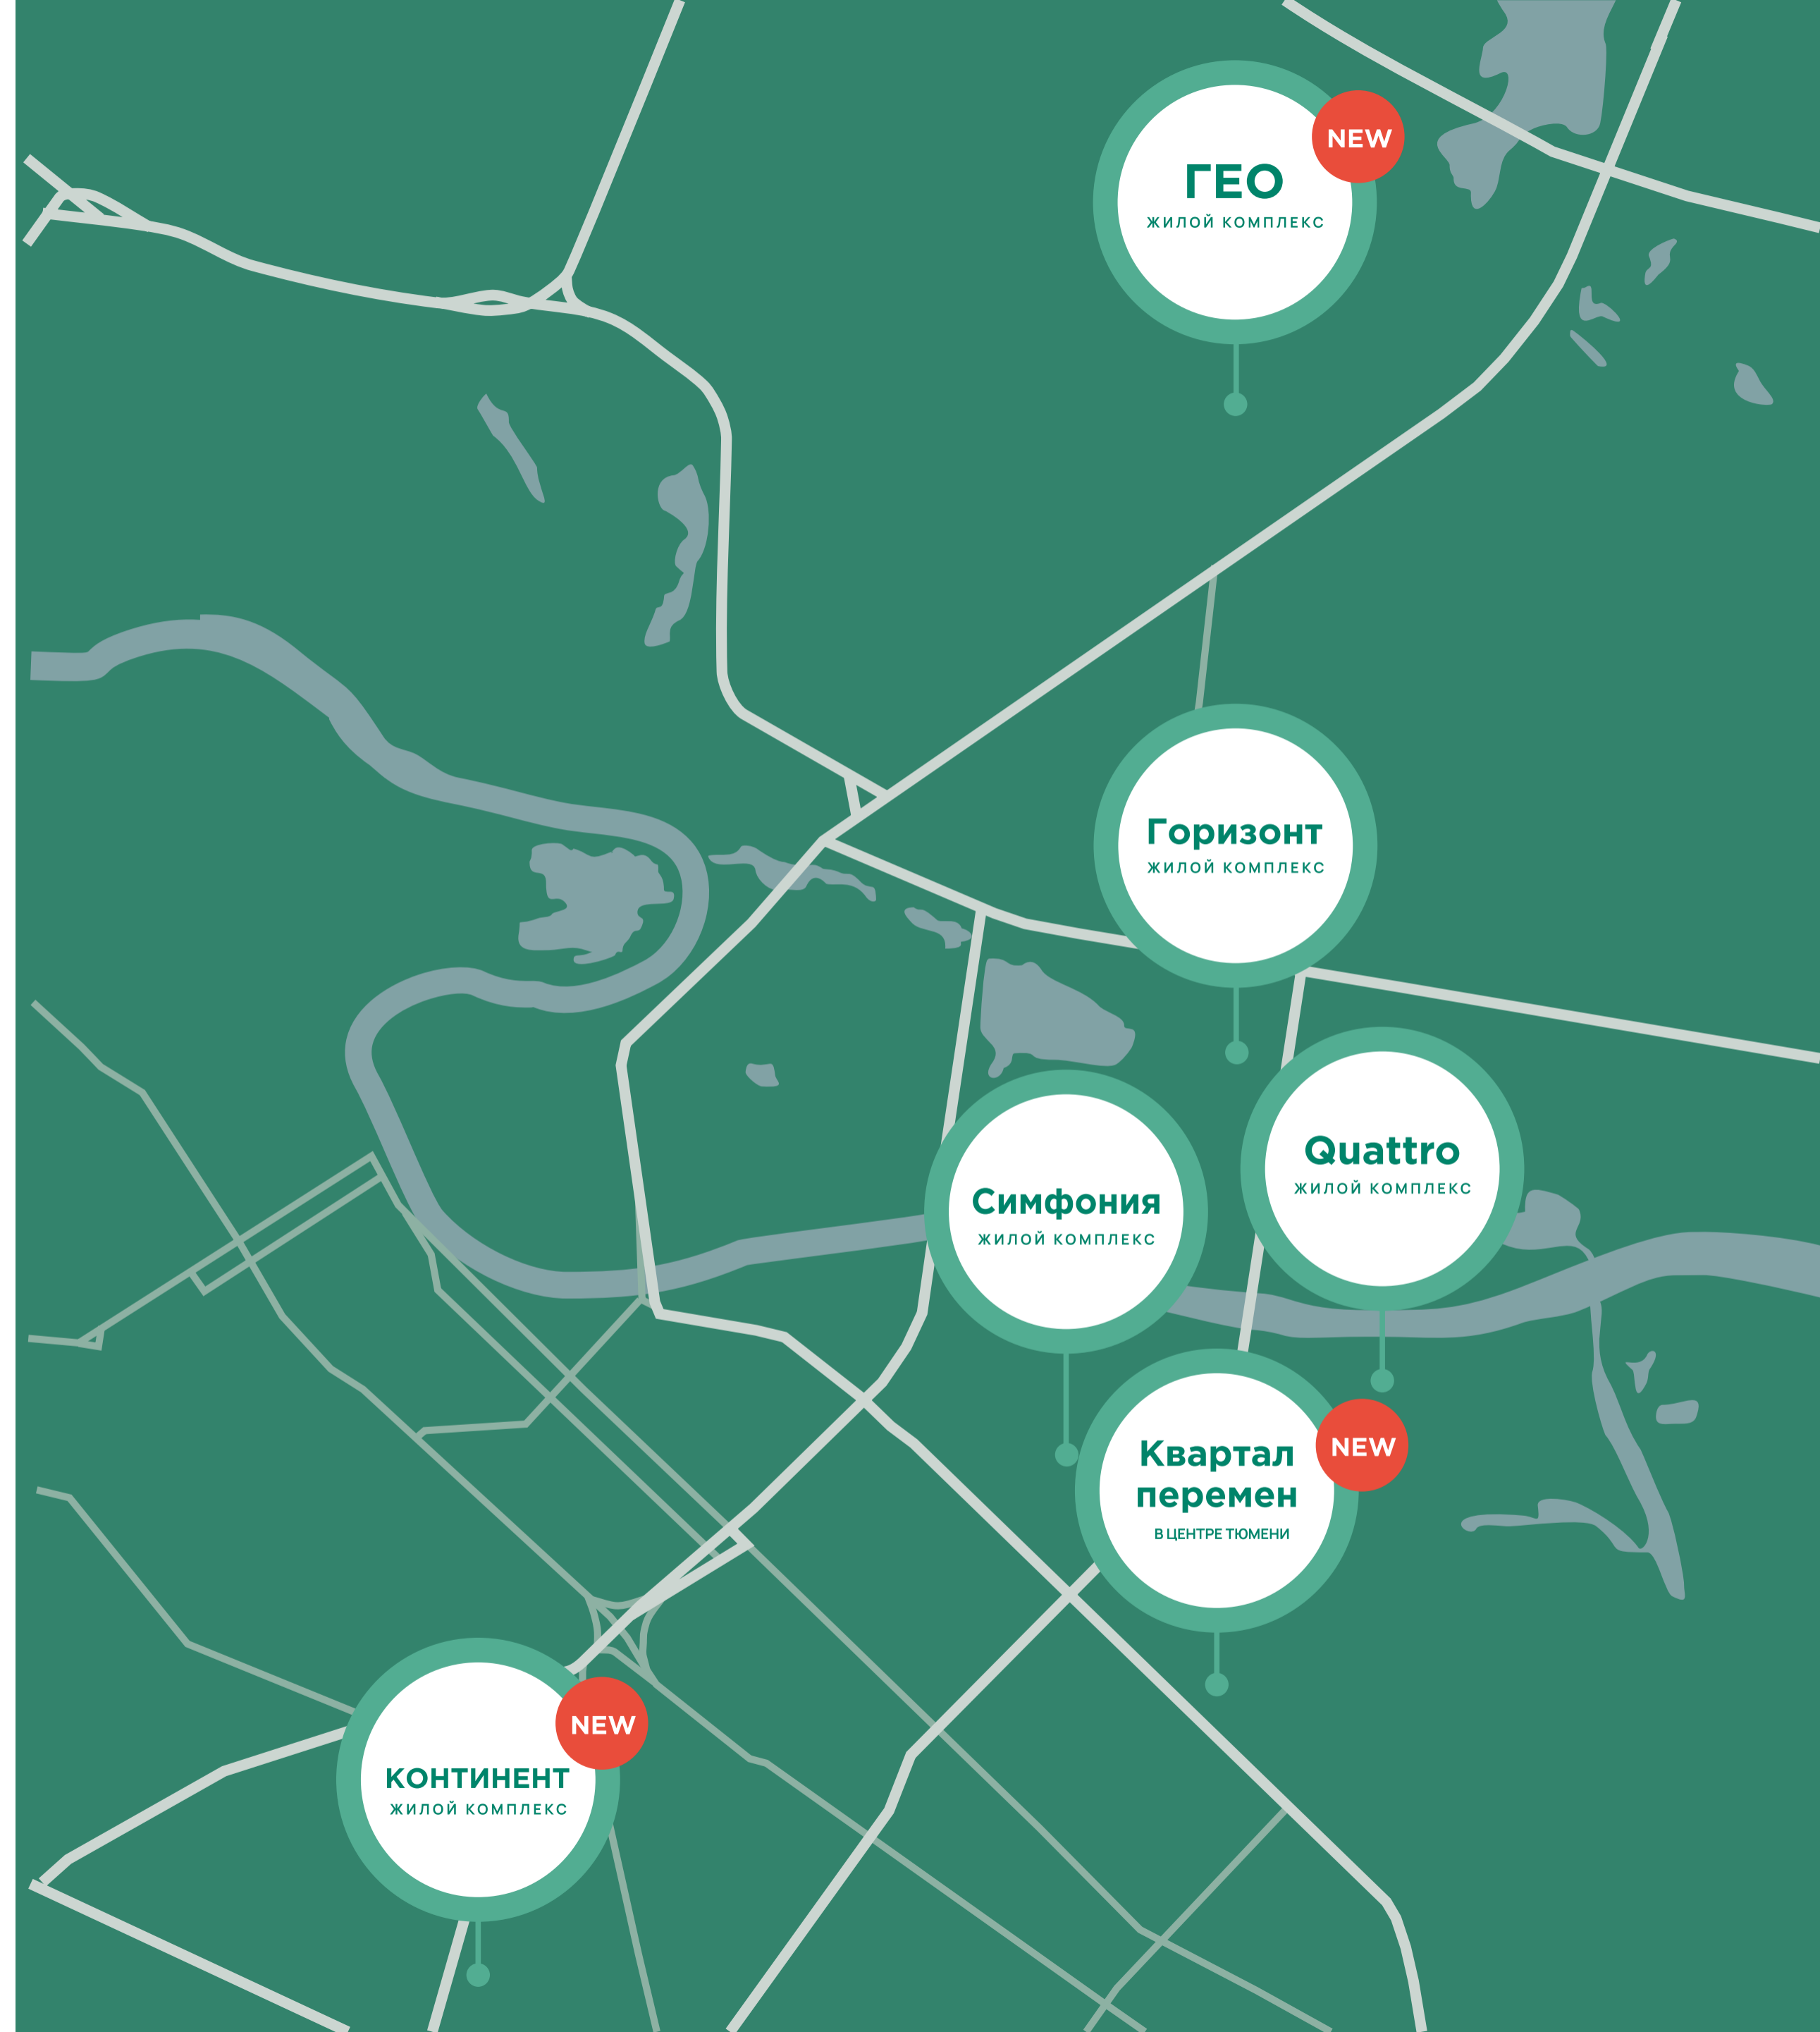 ГЕО
ЖИЛОЙ КОМПЛЕКС
NEW
Горизонт
ЖИЛОЙ КОМПЛЕКС
Quattro
ЖИЛОЙ КОМПЛЕКС
Симфония
ЖИЛОЙ КОМПЛЕКС
Квартал
перемен
В ЦЕНТРЕ ТЮМЕНИ
NEW
КОНТИНЕНТ
ЖИЛОЙ КОМПЛЕКС
NEW